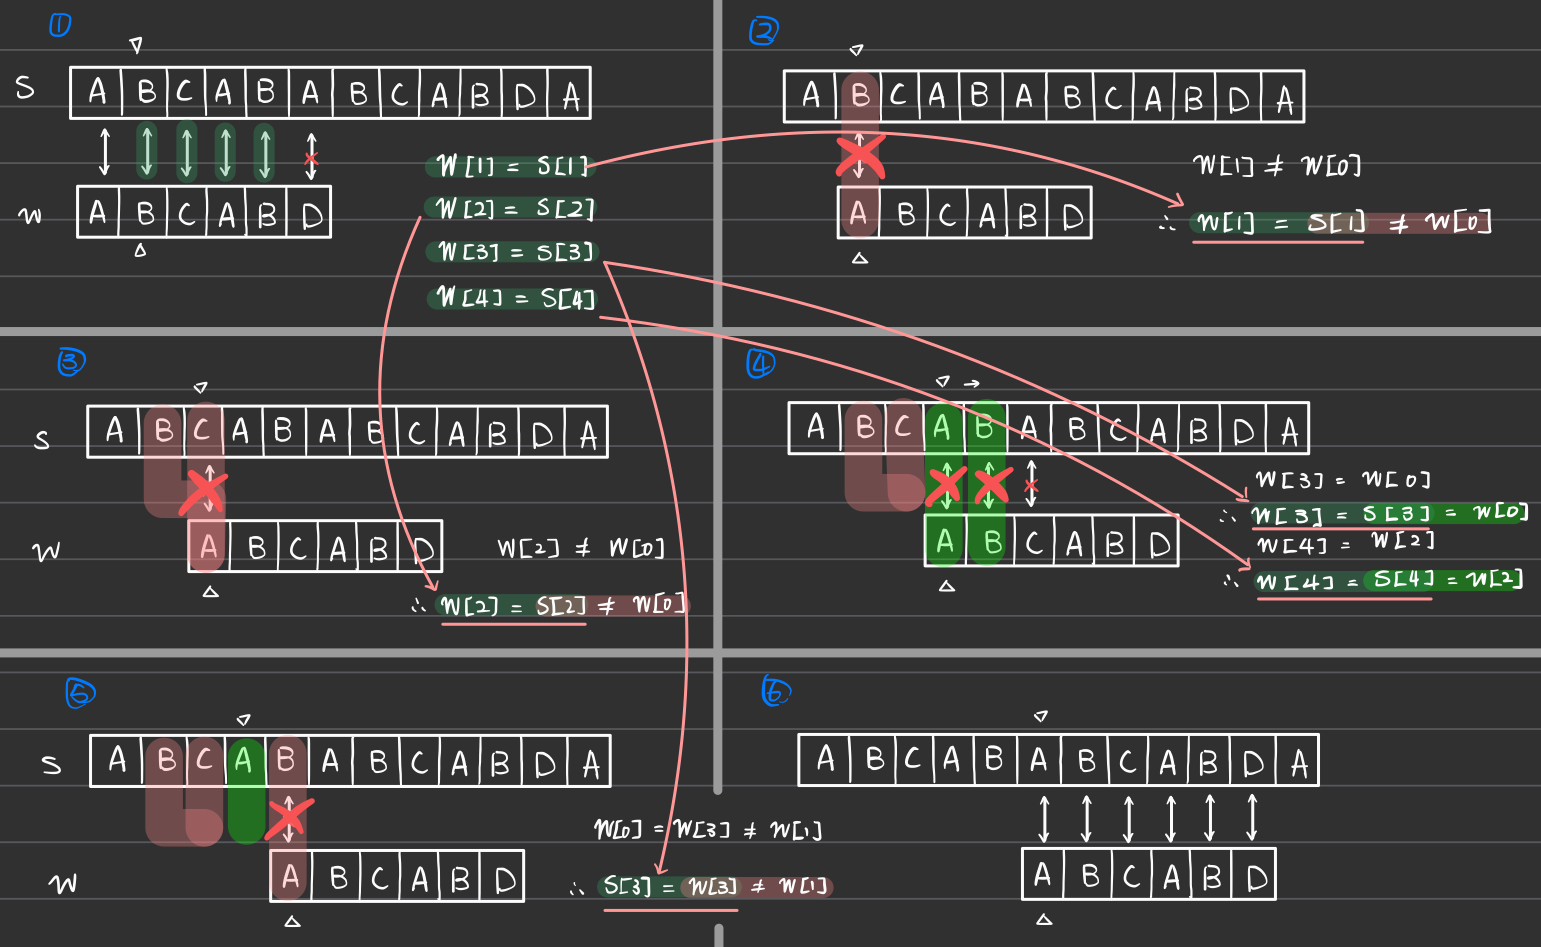 ①
S A B C A B A B C A B D A
W A B C A B D
W[1] = S[1]
W[2] = S[2]
W[3] = S[3]
W[4] = S[4]
②
A B C A B A B C A B D A
A B C A B D
W[1] ≠ W[0]
∴ W[1] = S[1] ≠ W[0]
③
S A B C A B A B C A B D A
W A B C A B D
W[2] ≠ W[0]
∴ W[2] = S[2] ≠ W[0]
④
A B C A B A B C A B D A
A B C A B D
W[3] = W[0]
∴ W[3] = S[3] = W[0]
W[4] = W[2]
∴ W[4] = S[4] = W[2]
⑤
S A B C A B A B C A B D A
W A B C A B D
W[0] = W[3] ≠ W[1]
∴ S[3] = W[3] ≠ W[1]
⑥
A B C A B A B C A B D A
A B C A B D